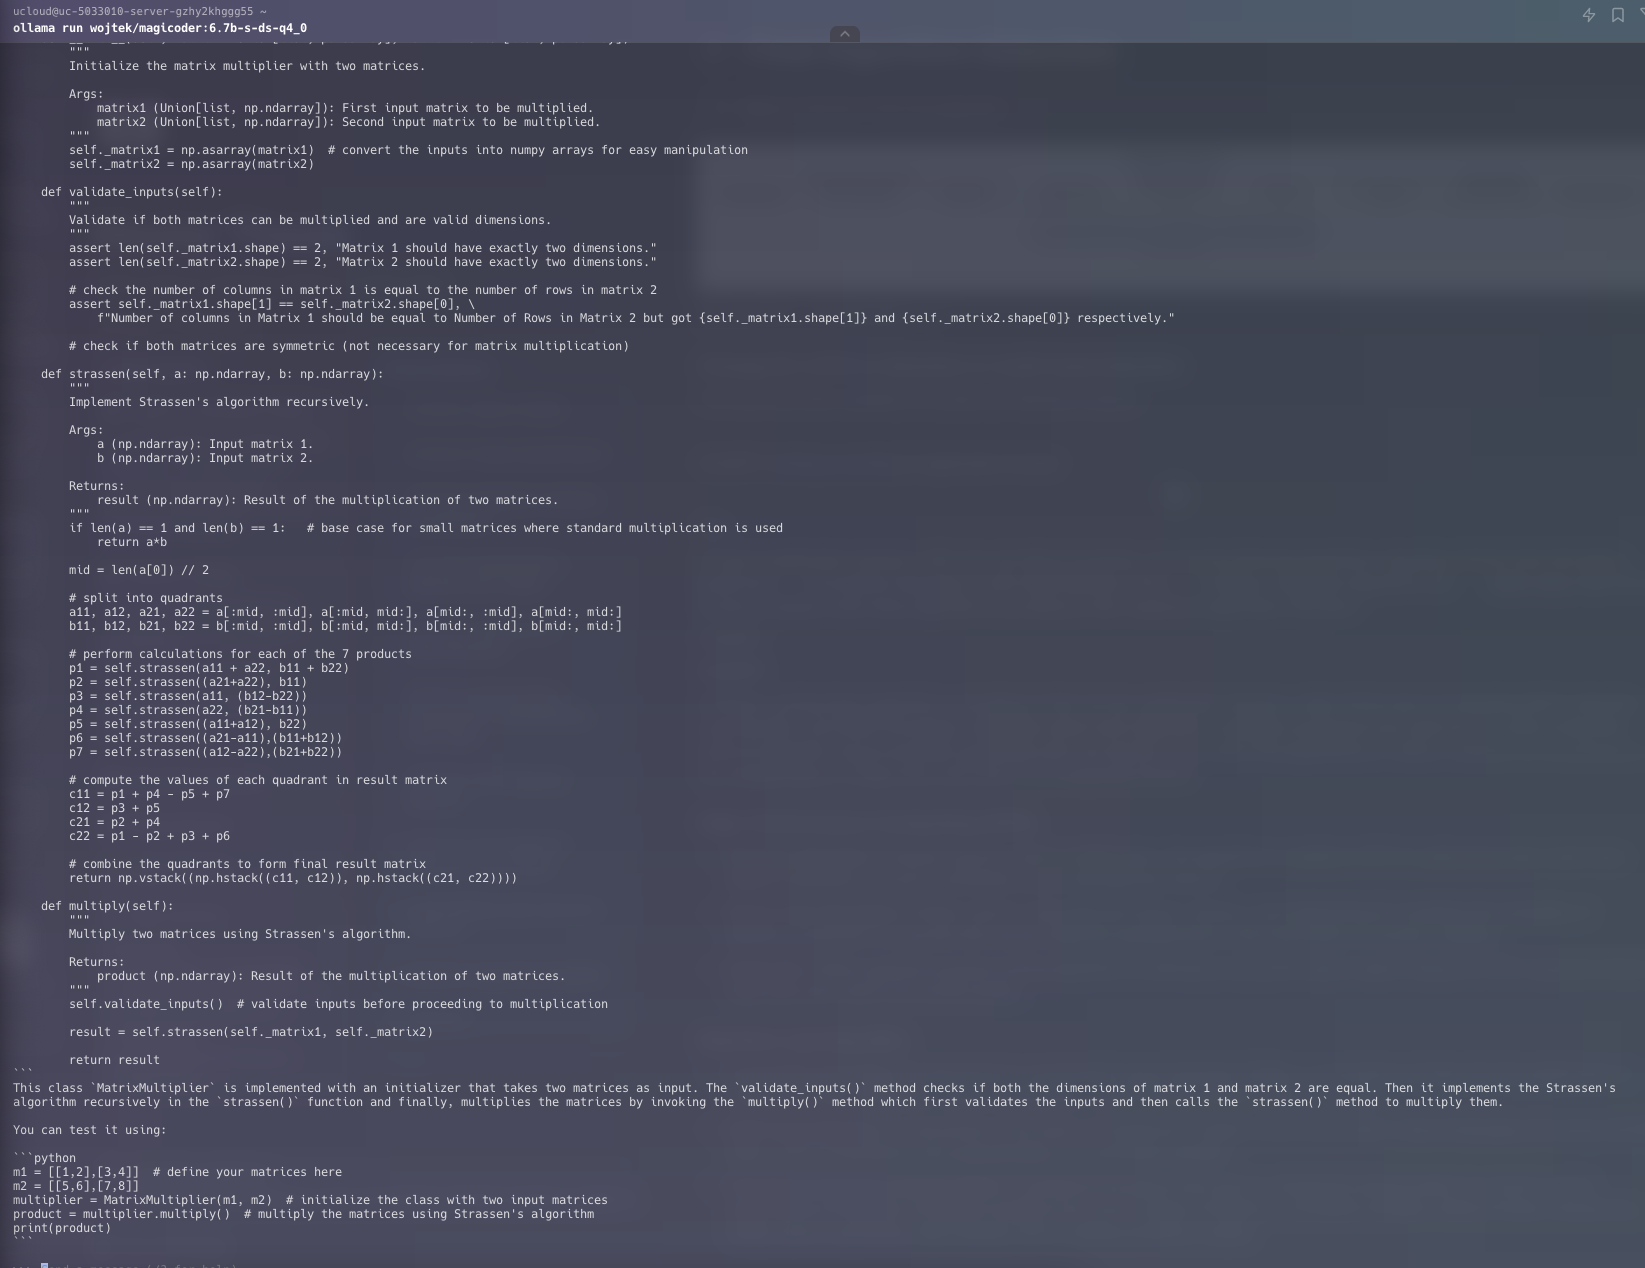 ucloud@uc-5033010-server-gzhy2khggg55 ~
ollama run wojtek/magicoder:6.7b-s-ds-q4_0
        """
        Initialize the matrix multiplier with two matrices.

        Args:
            matrix1 (Union[list, np.ndarray]): First input matrix to be multiplied.
            matrix2 (Union[list, np.ndarray]): Second input matrix to be multiplied.
        """
        self._matrix1 = np.asarray(matrix1)  # convert the inputs into numpy arrays for easy manipulation
        self._matrix2 = np.asarray(matrix2)

    def validate_inputs(self):
        """
        Validate if both matrices can be multiplied and are valid dimensions.
        """
        assert len(self._matrix1.shape) == 2, "Matrix 1 should have exactly two dimensions."
        assert len(self._matrix2.shape) == 2, "Matrix 2 should have exactly two dimensions."

        # check the number of columns in matrix 1 is equal to the number of rows in matrix 2
        assert self._matrix1.shape[1] == self._matrix2.shape[0], \
            f"Number of columns in Matrix 1 should be equal to Number of Rows in Matrix 2 but got {self._matrix1.shape[1]} and {self._matrix2.shape[0]} respectively."

        # check if both matrices are symmetric (not necessary for matrix multiplication)

    def strassen(self, a: np.ndarray, b: np.ndarray):
        """
        Implement Strassen's algorithm recursively.

        Args:
            a (np.ndarray): Input matrix 1.
            b (np.ndarray): Input matrix 2.

        Returns:
            result (np.ndarray): Result of the multiplication of two matrices.
        """
        if len(a) == 1 and len(b) == 1:   # base case for small matrices where standard multiplication is used
            return a*b

        mid = len(a[0]) // 2

        # split into quadrants
        a11, a12, a21, a22 = a[:mid, :mid], a[:mid, mid:], a[mid:, :mid], a[mid:, mid:]
        b11, b12, b21, b22 = b[:mid, :mid], b[:mid, mid:], b[mid:, :mid], b[mid:, mid:]

        # perform calculations for each of the 7 products
        p1 = self.strassen(a11 + a22, b11 + b22)
        p2 = self.strassen((a21+a22), b11)
        p3 = self.strassen(a11, (b12-b22))
        p4 = self.strassen(a22, (b21-b11))
        p5 = self.strassen((a11+a12), b22)
        p6 = self.strassen((a21-a11),(b11+b12))
        p7 = self.strassen((a12-a22),(b21+b22))

        # compute the values of each quadrant in result matrix
        c11 = p1 + p4 - p5 + p7
        c12 = p3 + p5
        c21 = p2 + p4
        c22 = p1 - p2 + p3 + p6

        # combine the quadrants to form final result matrix
        return np.vstack((np.hstack((c11, c12)), np.hstack((c21, c22))))

    def multiply(self):
        """
        Multiply two matrices using Strassen's algorithm.

        Returns:
            product (np.ndarray): Result of the multiplication of two matrices.
        """
        self.validate_inputs()  # validate inputs before proceeding to multiplication

        result = self.strassen(self._matrix1, self._matrix2)

        return result
```
This class `MatrixMultiplier` is implemented with an initializer that takes two matrices as input. The `validate_inputs()` method checks if both the dimensions of matrix 1 and matrix 2 are equal. Then it implements the Strassen's
algorithm recursively in the `strassen()` function and finally, multiplies the matrices by invoking the `multiply()` method which first validates the inputs and then calls the `strassen()` method to multiply them.

You can test it using:

```python
m1 = [[1,2],[3,4]]  # define your matrices here
m2 = [[5,6],[7,8]]
multiplier = MatrixMultiplier(m1, m2)  # initialize the class with two input matrices
product = multiplier.multiply()  # multiply the matrices using Strassen's algorithm
print(product)
```